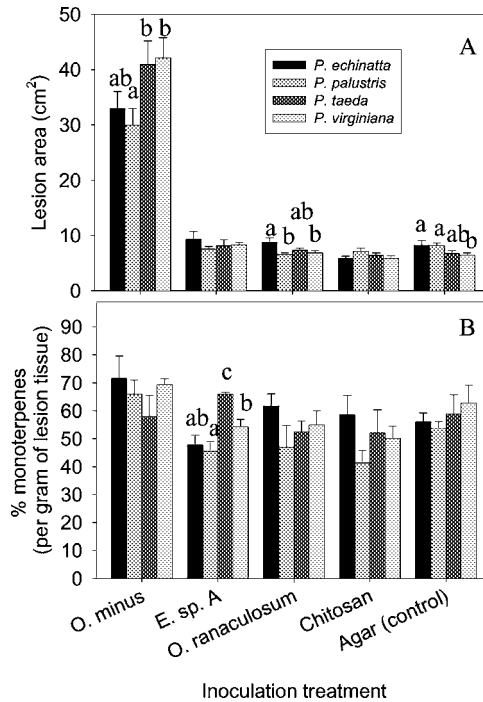 A
P. echinatta
P. palustris
P. taeda
P. virginiana
Lesion area (cm2)
50
40
30
20
10
0
ab a b b
a b ab b
a a ab b
B
% monoterpenes
(per gram of lesion tissue)
90
80
70
60
50
40
30
20
10
0
ab a c b
O. minus
E. sp. A
O. ranaculosum
Chitosan
Agar (control)
Inoculation treatment